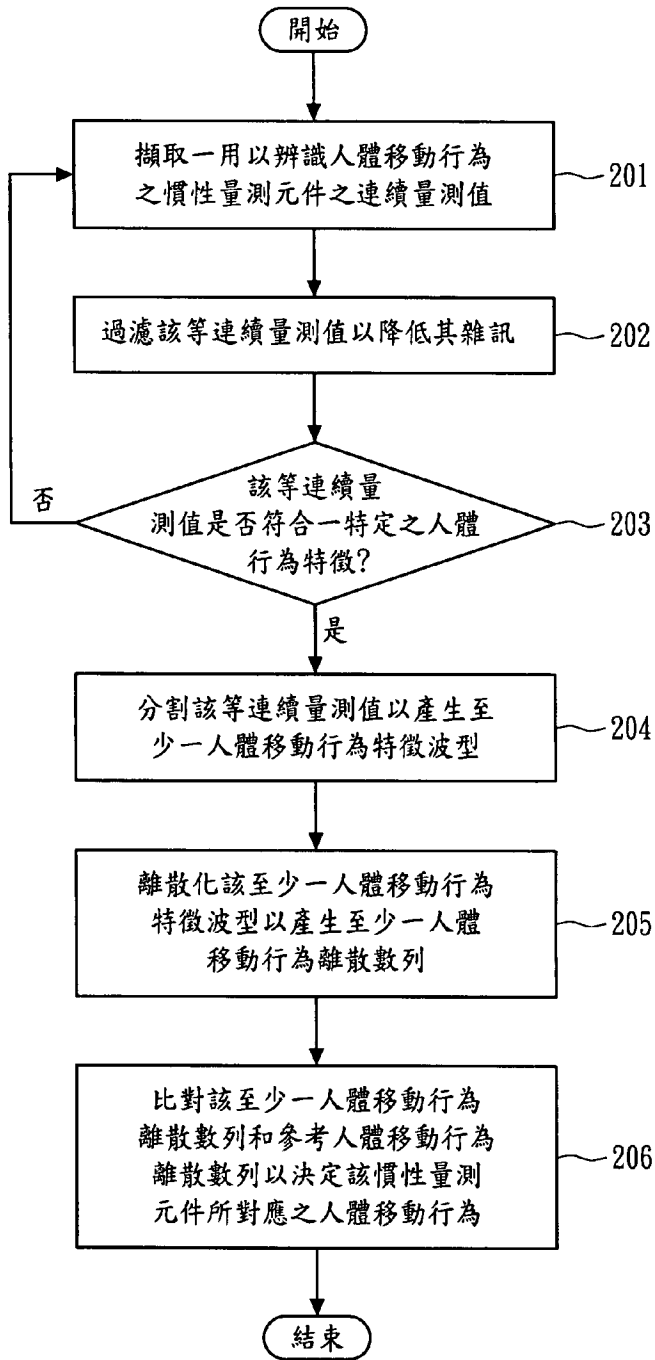 開始
擷取一用以辨識人體移動行為
之慣性量測元件之連續量測值
201
過濾該等連續量測值以降低其雜訊
202
該等連續量
測值是否符合一特定之人體
行為特徵?
203
否
是
分割該等連續量測值以產生至
少一人體移動行為特徵波型
204
離散化該至少一人體移動行為
特徵波型以產生至少一人體
移動行為離散數列
205
比對該至少一人體移動行為
離散數列和參考人體移動行為
離散數列以決定該慣性量測
元件所對應之人體移動行為
206
結束